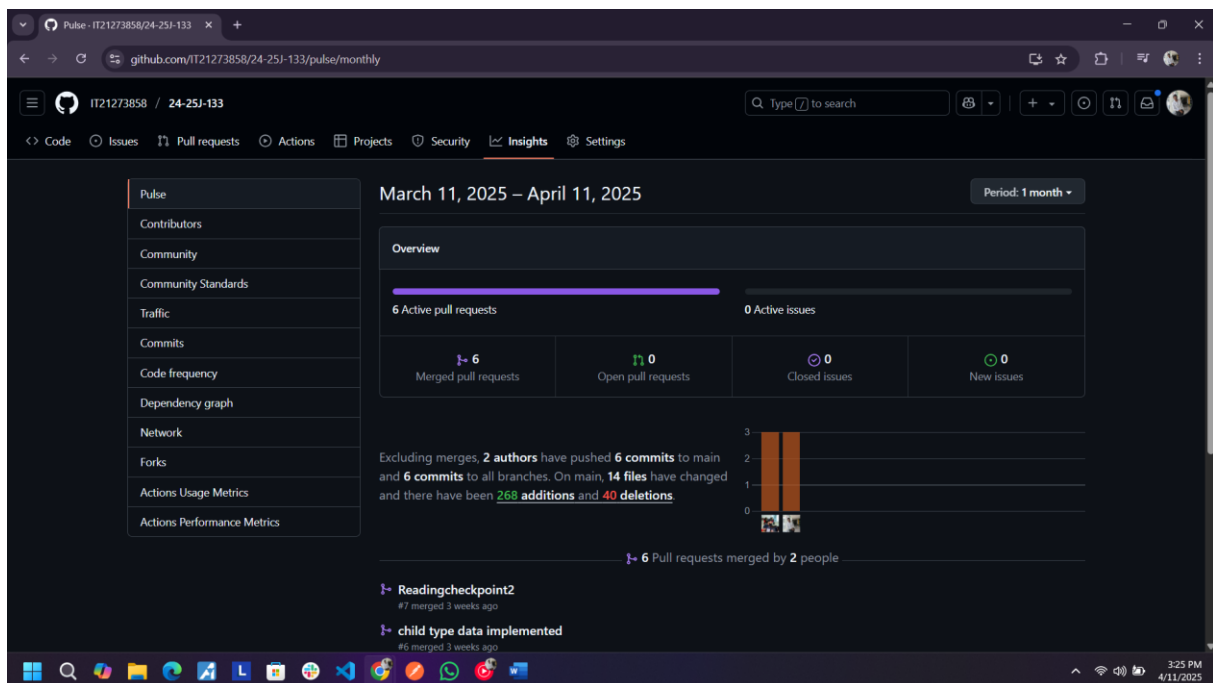 Pulse - IT21273858/24-25J-133
github.com/IT21273858/24-25J-133/pulse/monthly
IT21273858 / 24-25J-133
Type / to search
<> Code
Issues
Pull requests
Actions
Projects
Security
Insights
Settings
Pulse
Contributors
Community
Community Standards
Traffic
Commits
Code frequency
Dependency graph
Network
Forks
Actions Usage Metrics
Actions Performance Metrics
March 11, 2025 – April 11, 2025
Period: 1 month
Overview
6 Active pull requests
0 Active issues
6
Merged pull requests
0
Open pull requests
0
Closed issues
0
New issues
Excluding merges, 2 authors have pushed 6 commits to main
and 6 commits to all branches. On main, 14 files have changed
and there have been 268 additions and 40 deletions.
3
2
1
0
6 Pull requests merged by 2 people
Readingcheckpoint2
#7 merged 3 weeks ago
child type data implemented
#6 merged 3 weeks ago
3:25 PM
4/11/2025